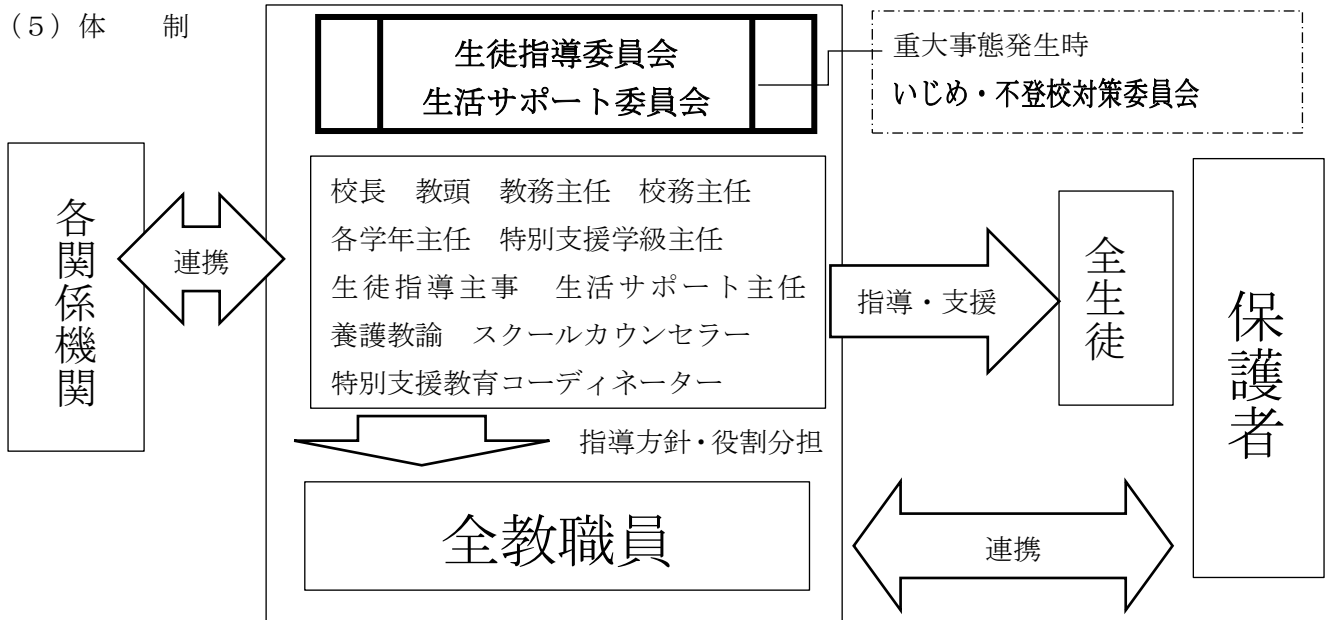 (5)体　　制
生徒指導委員会
生活サポート委員会
重大事態発生時
いじめ・不登校対策委員会
各関係機関
連携
校長　教頭　教務主任　校務主任
各学年主任　特別支援学級主任
生徒指導主事　生活サポート主任
養護教諭　スクールカウンセラー
特別支援教育コーディネーター
指導・支援
全生徒
保護者
指導方針・役割分担
全教職員
連携